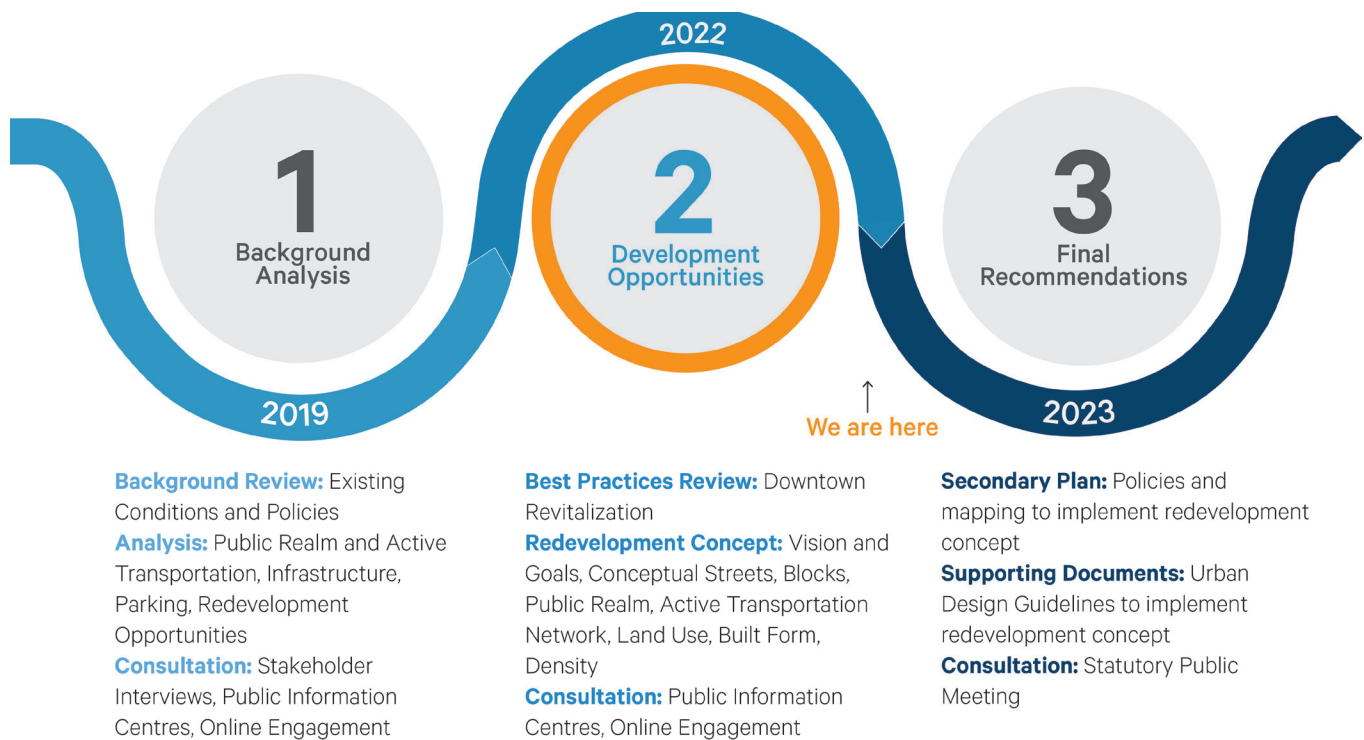 2022
1
Background
Analysis
2
Development
Opportunities
3
Final
Recommendations
2019
We are here
2023
Background Review: Existing
Conditions and Policies
Analysis: Public Realm and Active
Transportation, Infrastructure,
Parking, Redevelopment
Opportunities
Consultation: Stakeholder
Interviews, Public Information
Centres, Online Engagement
Best Practices Review: Downtown
Revitalization
Redevelopment Concept: Vision and
Goals, Conceptual Streets, Blocks,
Public Realm, Active Transportation
Network, Land Use, Built Form,
Density
Consultation: Public Information
Centres, Online Engagement
Secondary Plan: Policies and
mapping to implement redevelopment
concept
Supporting Documents: Urban
Design Guidelines to implement
redevelopment concept
Consultation: Statutory Public
Meeting